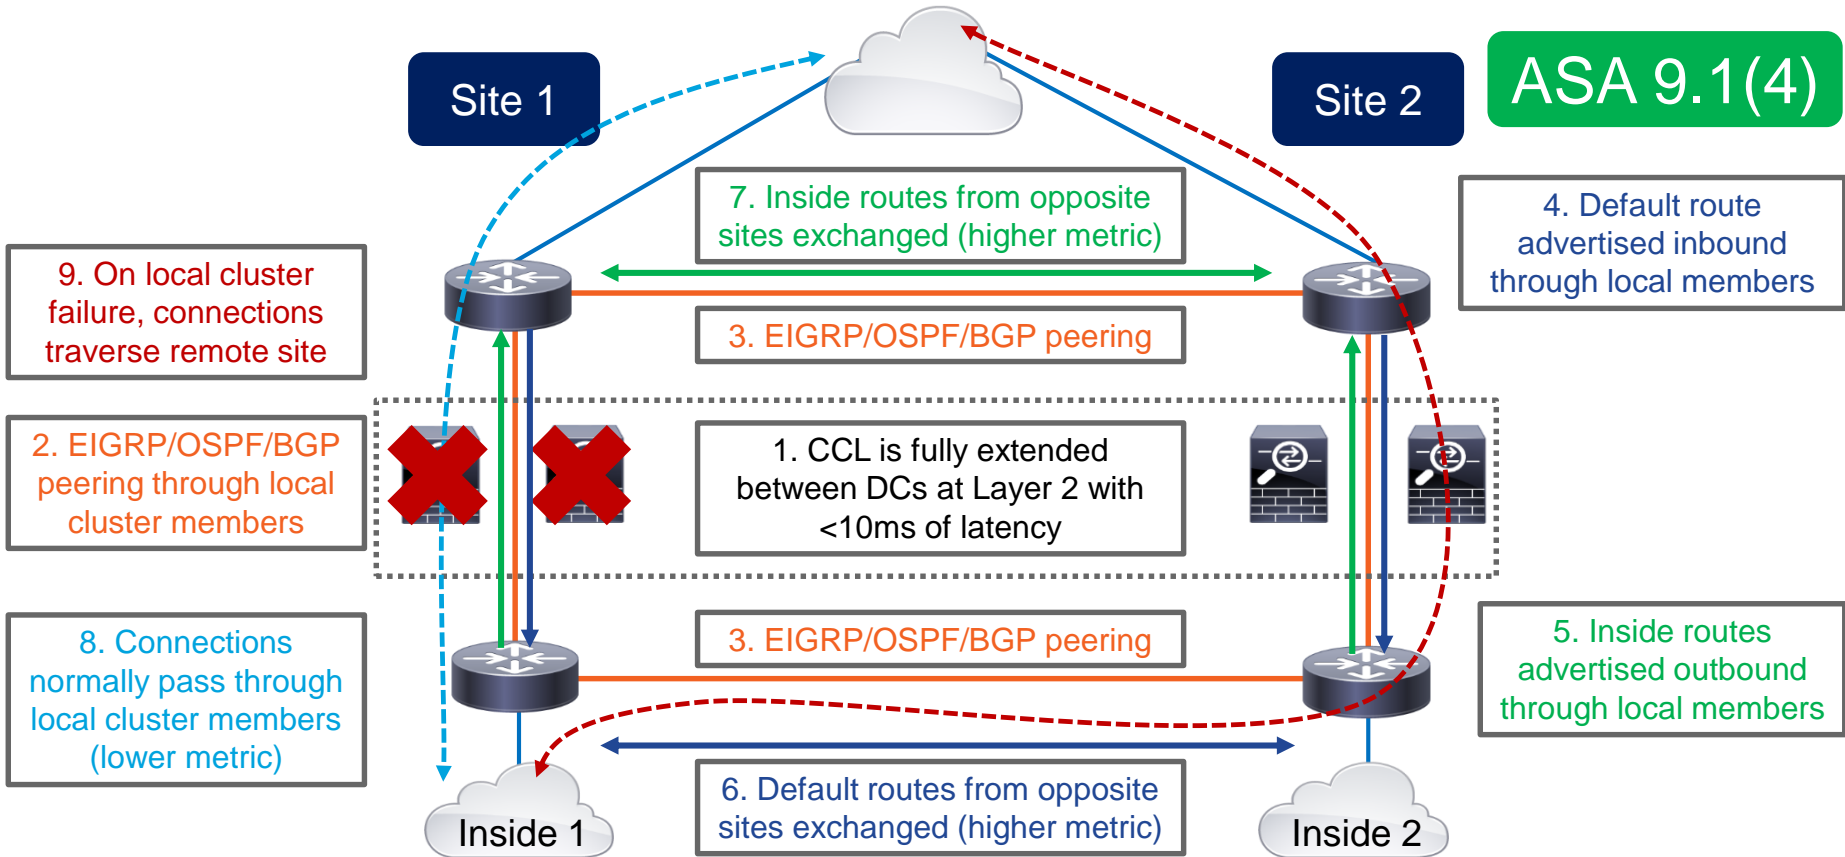 Site 1
Site 2
ASA 9.1(4)
7. Inside routes from opposite
sites exchanged (higher metric)
4. Default route
advertised inbound
through local members
9. On local cluster
failure, connections
traverse remote site
3. EIGRP/OSPF/BGP peering
2. EIGRP/OSPF/BGP
peering through local
cluster members
1. CCL is fully extended
between DCs at Layer 2 with
<10ms of latency
8. Connections
normally pass through
local cluster members
(lower metric)
3. EIGRP/OSPF/BGP peering
5. Inside routes
advertised outbound
through local members
6. Default routes from opposite
sites exchanged (higher metric)
Inside 1
Inside 2